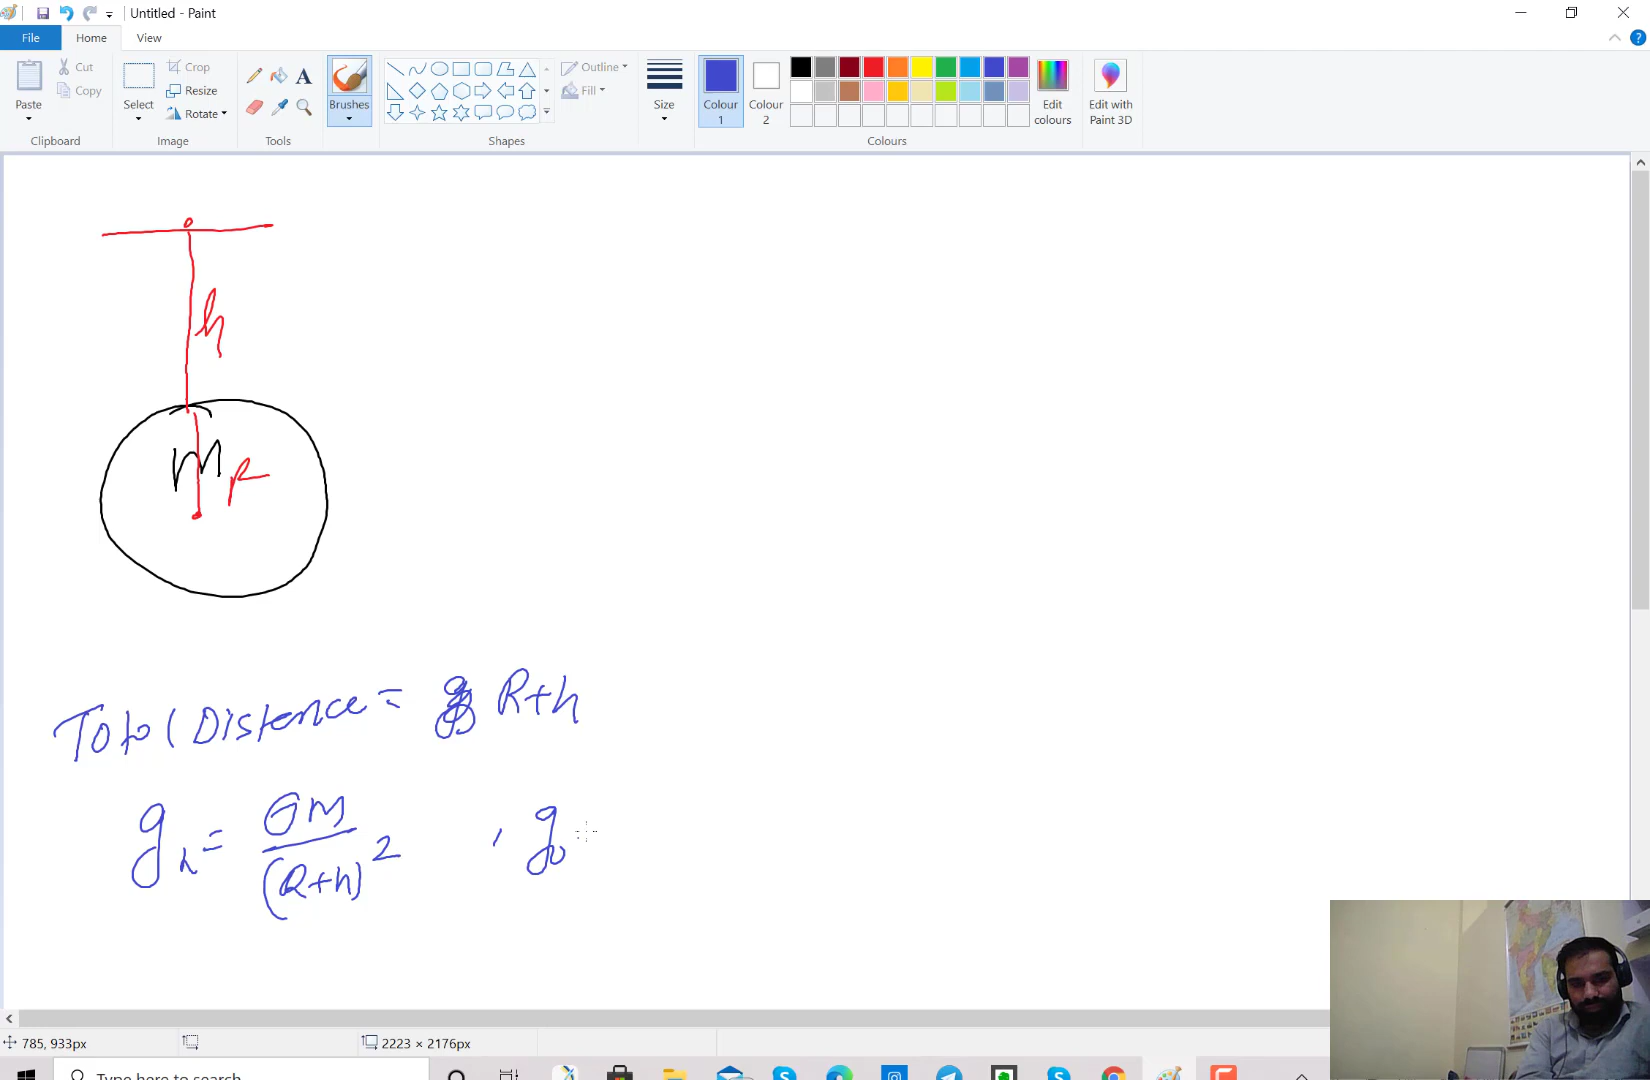 Untitled - Paint
File Home View
?
Paste
Cut
Copy
Clipboard
Select
Crop
Resize
Rotate
Image
A
Tools
Brushes
Outline
Fill
Shapes
Size
Colour 1
Colour 2
Edit colours
Colours
Edit with Paint 3D
h
M
R
Total Distance = R+h
g_h = GM / (R+h)^2 , g_0
785, 933px
2223 × 2176px
Type here to search